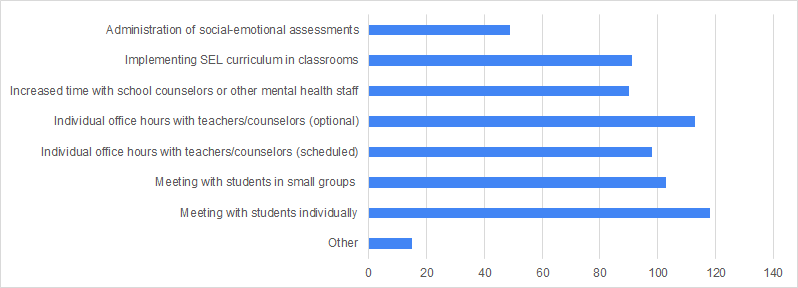 Administration of social-emotional assessments
Implementing SEL curriculum in classrooms
Increased time with school counselors or other mental health staff
Individual office hours with teachers/counselors (optional)
Individual office hours with teachers/counselors (scheduled)
Meeting with students in small groups
Meeting with students individually
Other
0 20 40 60 80 100 120 140